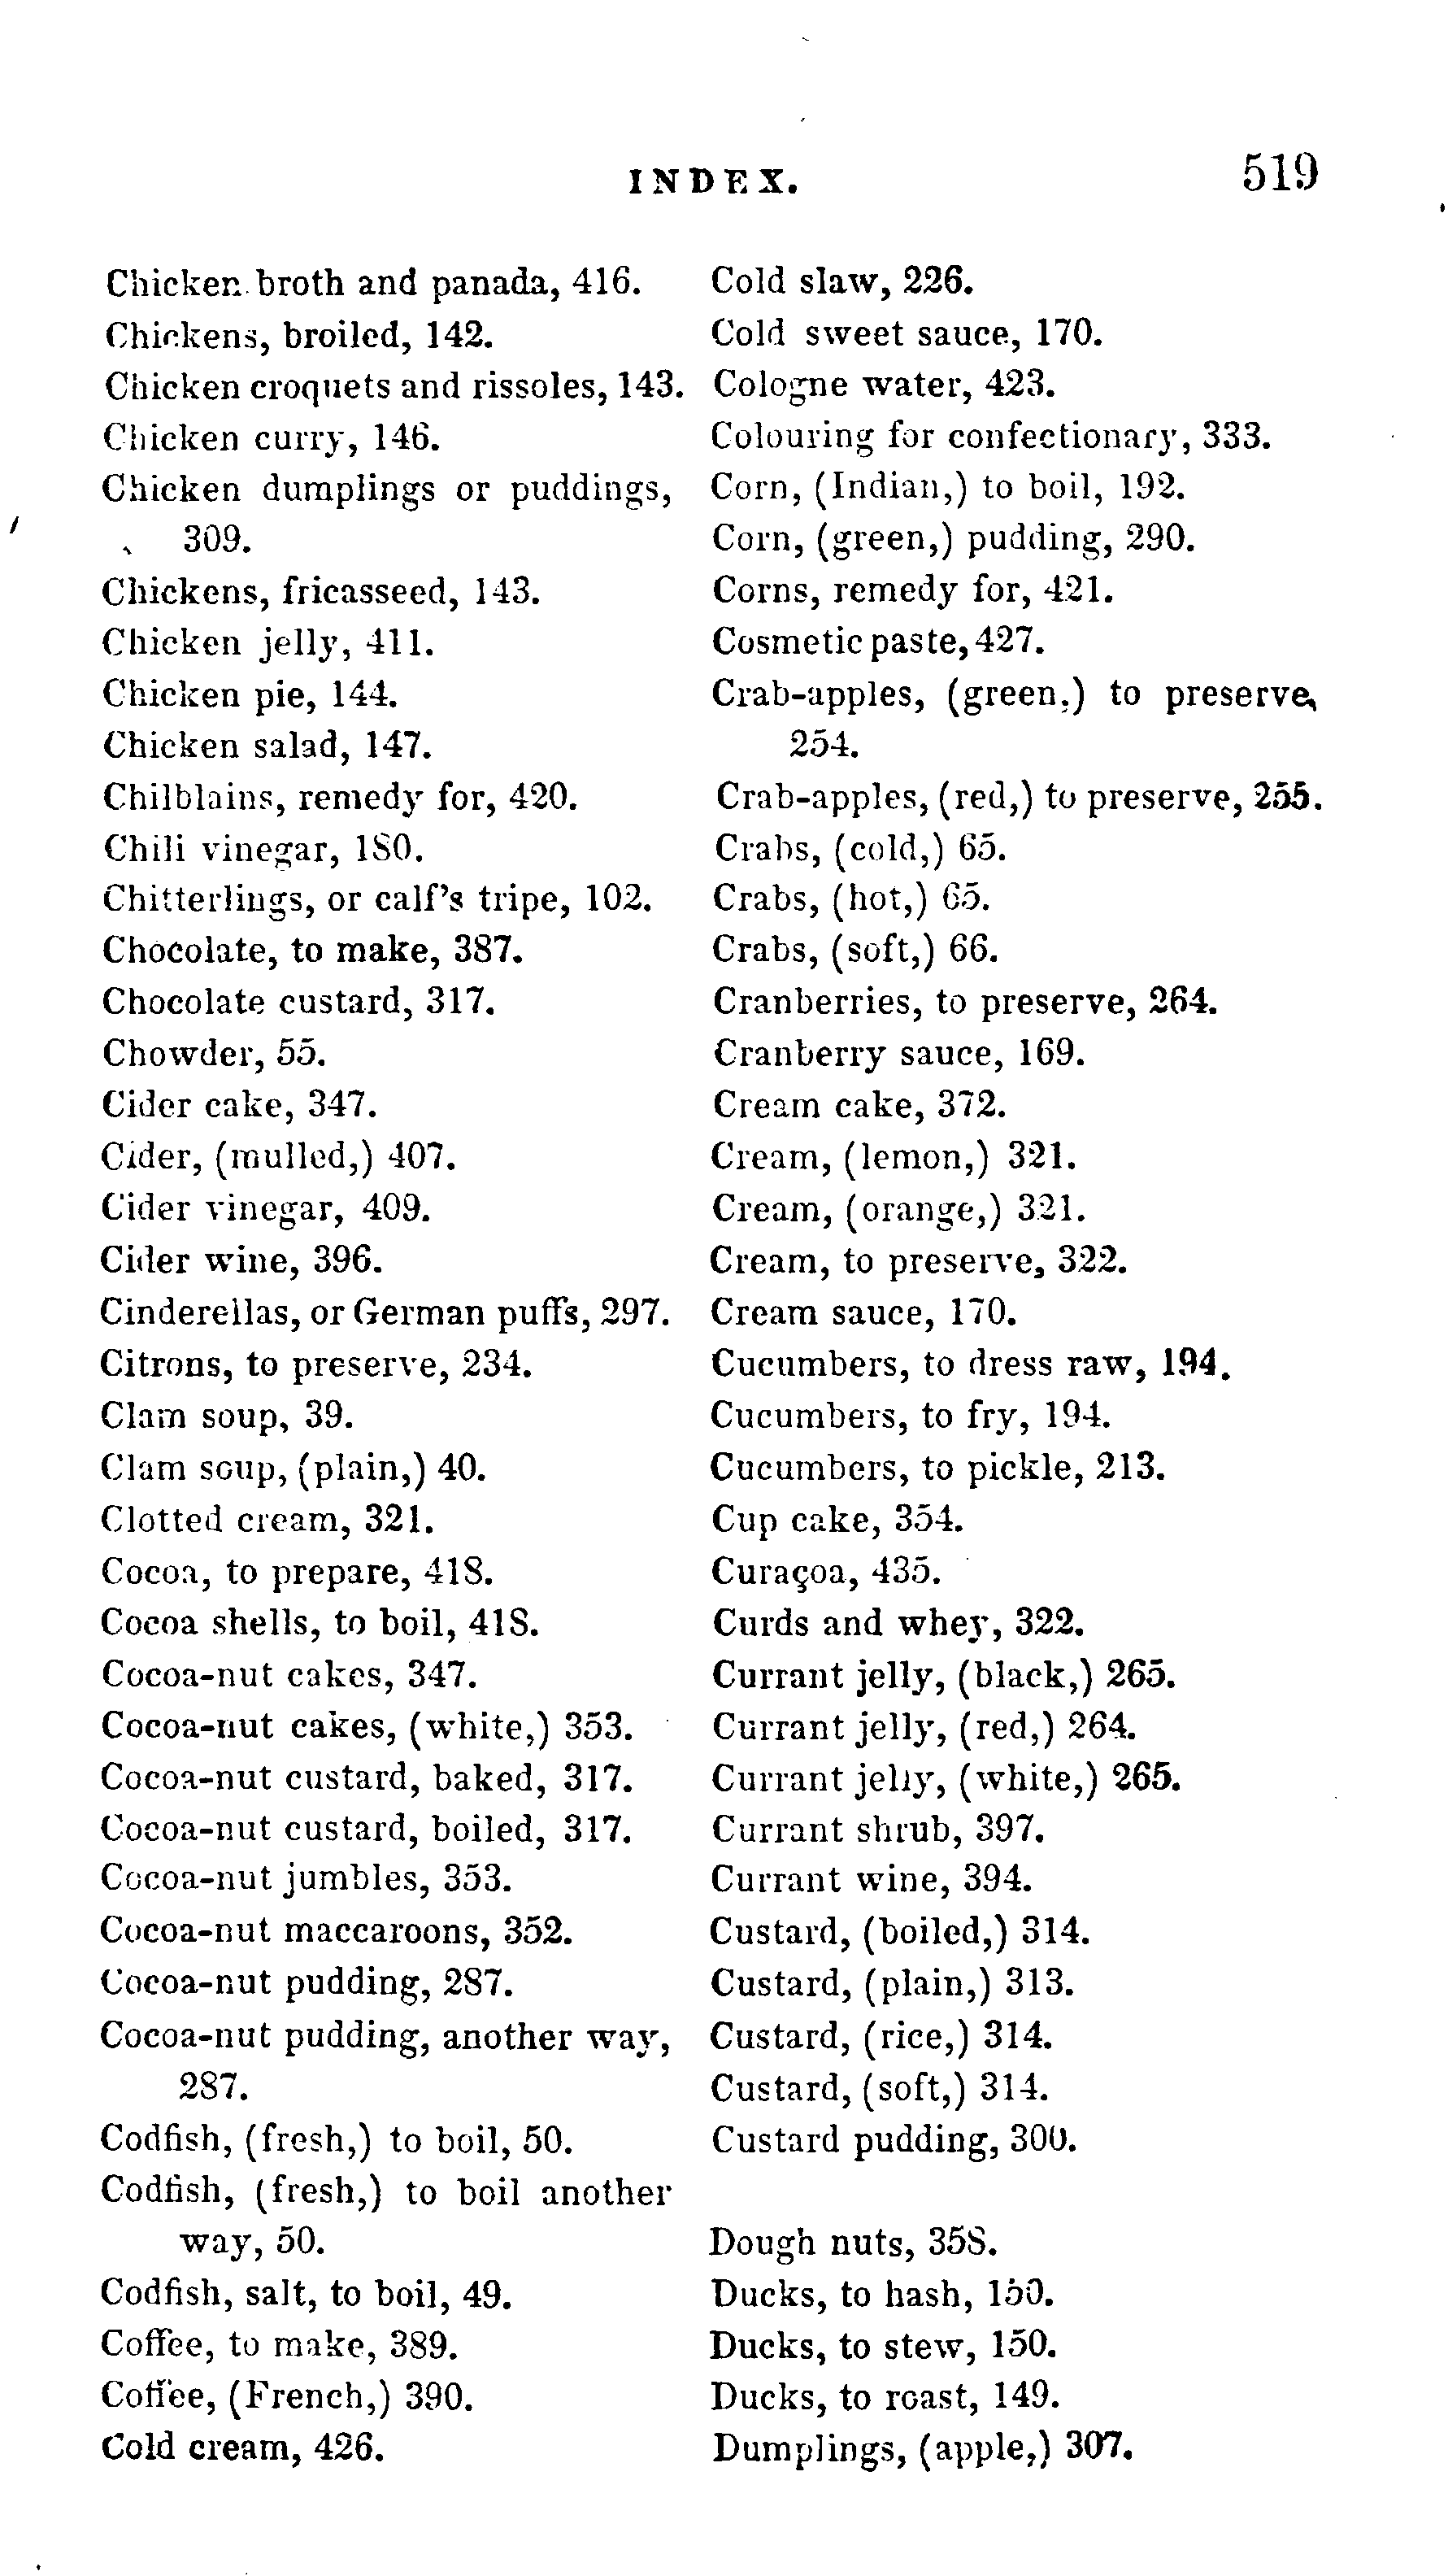 INDEX. 519
Chicken broth and panada, 416.
Chickens, broiled, 142.
Chicken croquets and rissoles, 143.
Chicken curry, 146.
Chicken dumplings or puddings,
309.
Chickens, fricasseed, 143.
Chicken jelly, 411.
Chicken pie, 144.
Chicken salad, 147.
Chilblains, remedy for, 420.
Chili vinegar, 180.
Chitterlings, or calf's tripe, 102.
Chocolate, to make, 387.
Chocolate custard, 317.
Chowder, 55.
Cider cake, 347.
Cider, (mulled,) 407.
Cider vinegar, 409.
Cider wine, 396.
Cinderellas, or German puffs, 297.
Citrons, to preserve, 234.
Clam soup, 39.
Clam soup, (plain,) 40.
Clotted cream, 321.
Cocoa, to prepare, 418.
Cocoa shells, to boil, 418.
Cocoa-nut cakes, 347.
Cocoa-nut cakes, (white,) 353.
Cocoa-nut custard, baked, 317.
Cocoa-nut custard, boiled, 317.
Cocoa-nut jumbles, 353.
Cocoa-nut maccaroons, 352.
Cocoa-nut pudding, 287.
Cocoa-nut pudding, another way,
287.
Codfish, (fresh,) to boil, 50.
Codfish, (fresh,) to boil another
way, 50.
Codfish, salt, to boil, 49.
Coffee, to make, 389.
Coffee, (French,) 390.
Cold cream, 426.
Cold slaw, 226.
Cold sweet sauce, 170.
Cologne water, 423.
Colouring for confectionary, 333.
Corn, (Indian,) to boil, 192.
Corn, (green,) pudding, 290.
Corns, remedy for, 421.
Cosmetic paste, 427.
Crab-apples, (green,) to preserve,
254.
Crab-apples, (red,) to preserve, 255.
Crabs, (cold,) 65.
Crabs, (hot,) 65.
Crabs, (soft,) 66.
Cranberries, to preserve, 264.
Cranberry sauce, 169.
Cream cake, 372.
Cream, (lemon,) 321.
Cream, (orange,) 321.
Cream, to preserve, 322.
Cream sauce, 170.
Cucumbers, to dress raw, 194.
Cucumbers, to fry, 194.
Cucumbers, to pickle, 213.
Cup cake, 354.
Curaçoa, 435.
Curds and whey, 322.
Currant jelly, (black,) 265.
Currant jelly, (red,) 264.
Currant jelly, (white,) 265.
Currant shrub, 397.
Currant wine, 394.
Custard, (boiled,) 314.
Custard, (plain,) 313.
Custard, (rice,) 314.
Custard, (soft,) 314.
Custard pudding, 300.
Dough nuts, 358.
Ducks, to hash, 150.
Ducks, to stew, 150.
Ducks, to roast, 149.
Dumplings, (apple,) 307.